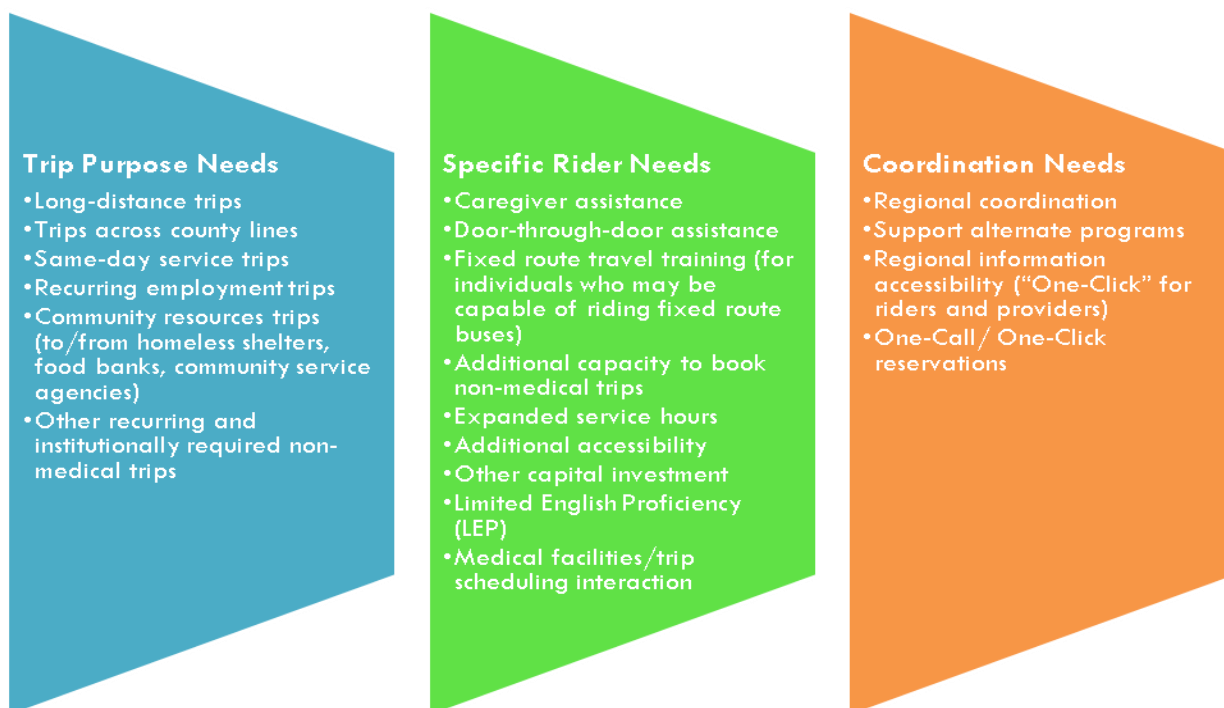 Trip Purpose Needs
•Long-distance trips
•Trips across county lines
•Same-day service trips
•Recurring employment trips
•Community resources trips
(to/from homeless shelters,
food banks, community service
agencies)
•Other recurring and
institutionally required non-
medical trips
Specific Rider Needs
•Caregiver assistance
•Door-through-door assistance
•Fixed route travel training (for
individuals who may be
capable of riding fixed route
buses)
•Additional capacity to book
non-medical trips
•Expanded service hours
•Additional accessibility
•Other capital investment
•Limited English Proficiency
(LEP)
•Medical facilities/trip
scheduling interaction
Coordination Needs
•Regional coordination
•Support alternate programs
•Regional information
accessibility (“One-Click” for
riders and providers)
•One-Call/ One-Click
reservations